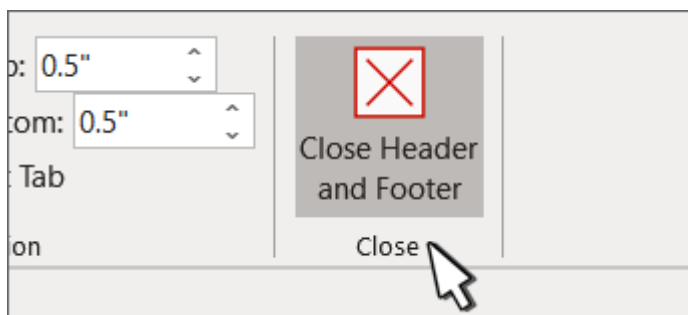 p: 0.5"
tom: 0.5"
t Tab
ion
Close Header
and Footer
Close